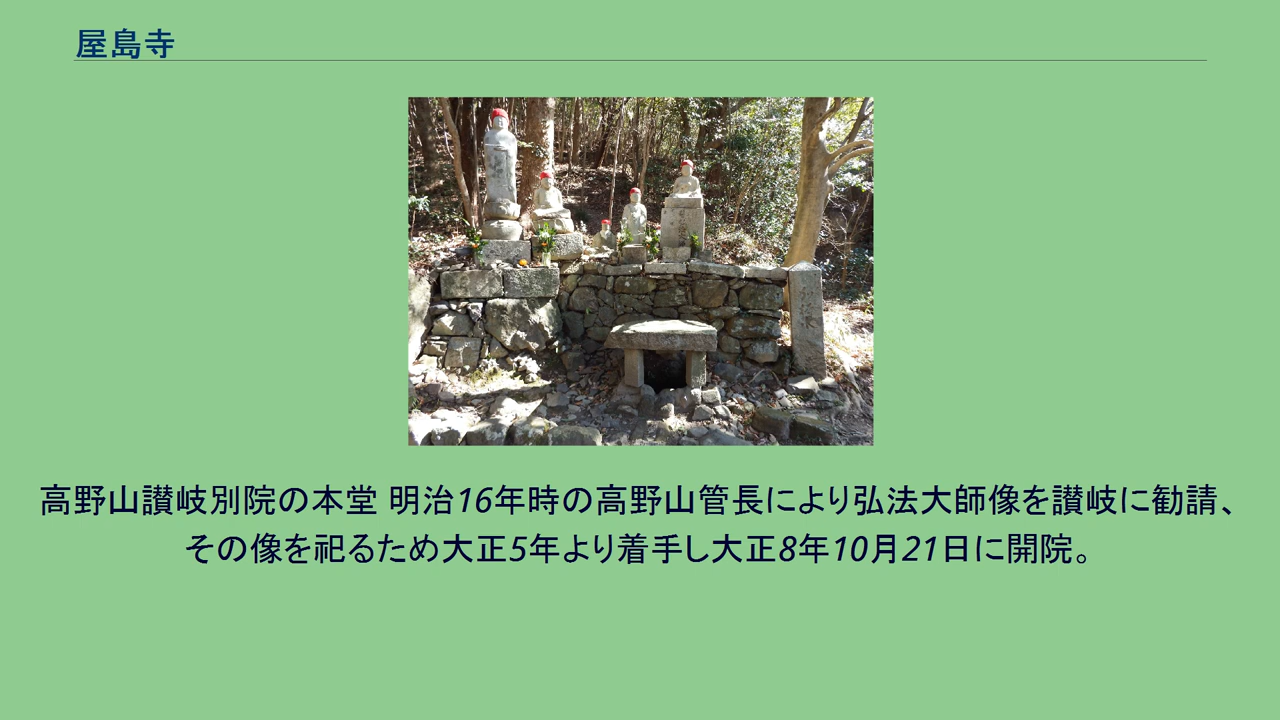 屋島寺
高野山讃岐別院の本堂 明治16年時の高野山管長により弘法大師像を讃岐に勧請、
その像を祀るため大正5年より着手し大正8年10月21日に開院。